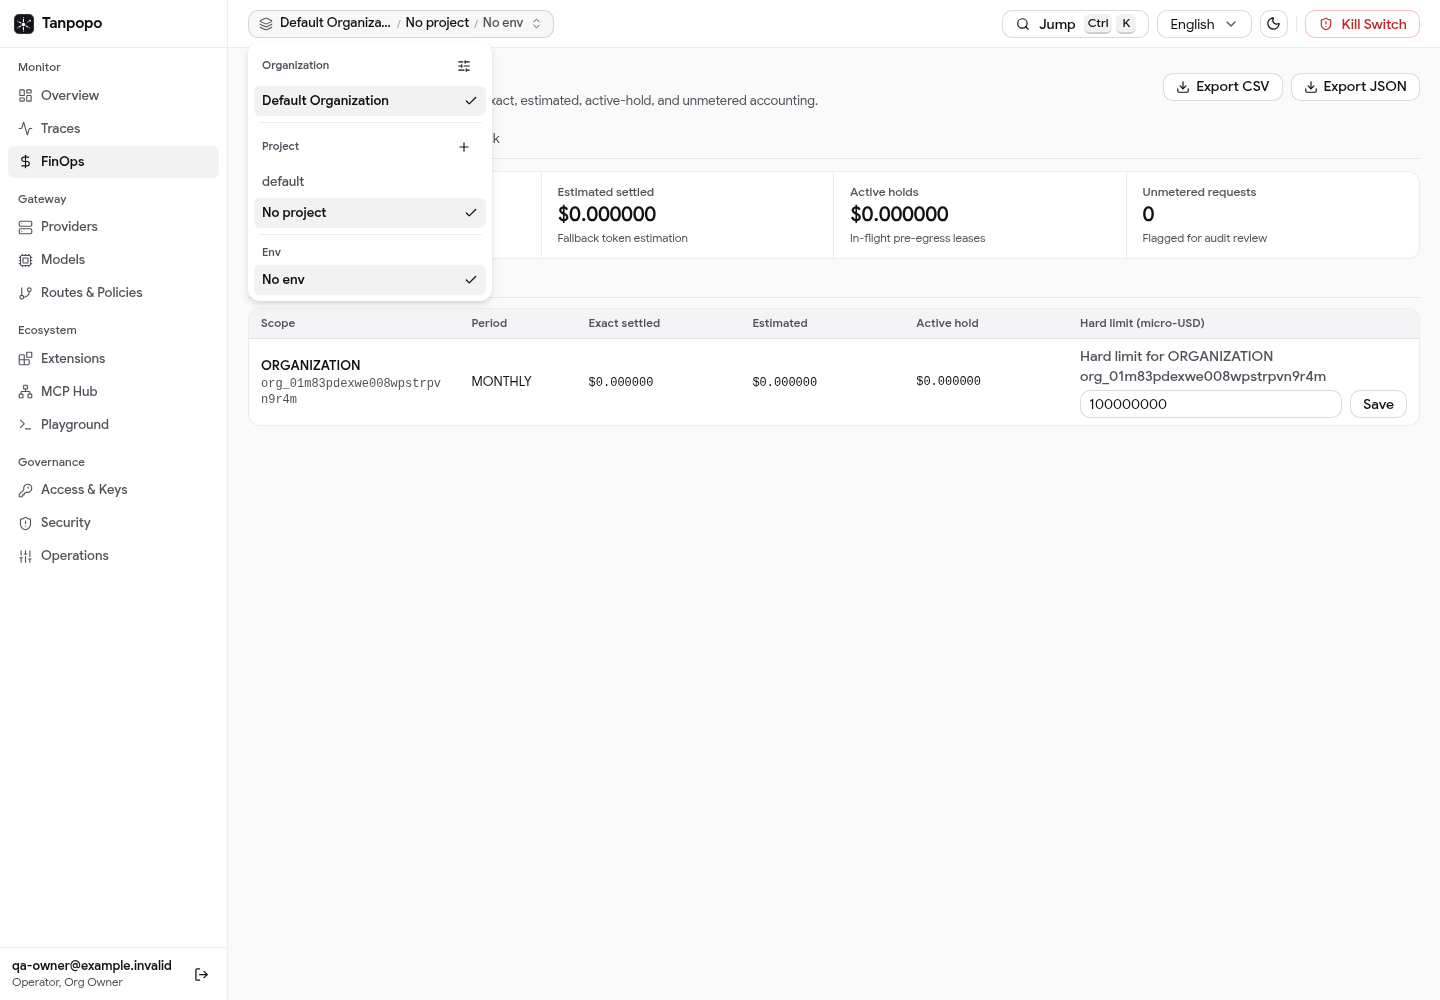 Tanpopo
Default Organiza... / No project / No env
Jump Ctrl K
English
Kill Switch
Monitor
Overview
Traces
FinOps
Gateway
Providers
Models
Routes & Policies
Ecosystem
Extensions
MCP Hub
Playground
Governance
Access & Keys
Security
Operations
qa-owner@example.invalid
Operator, Org Owner
Organization
Default Organization
Project
default
No project
Env
No env
exact, estimated, active-hold, and unmetered accounting.
Export CSV
Export JSON
Estimated settled
$0.000000
Fallback token estimation
Active holds
$0.000000
In-flight pre-egress leases
Unmetered requests
0
Flagged for audit review
Scope Period Exact settled Estimated Active hold Hard limit (micro-USD)
ORGANIZATION
org_01m83pdexwe008wpstrpv
n9r4m
MONTHLY
$0.000000
$0.000000
$0.000000
Hard limit for ORGANIZATION
org_01m83pdexwe008wpstrpvn9r4m
100000000
Save